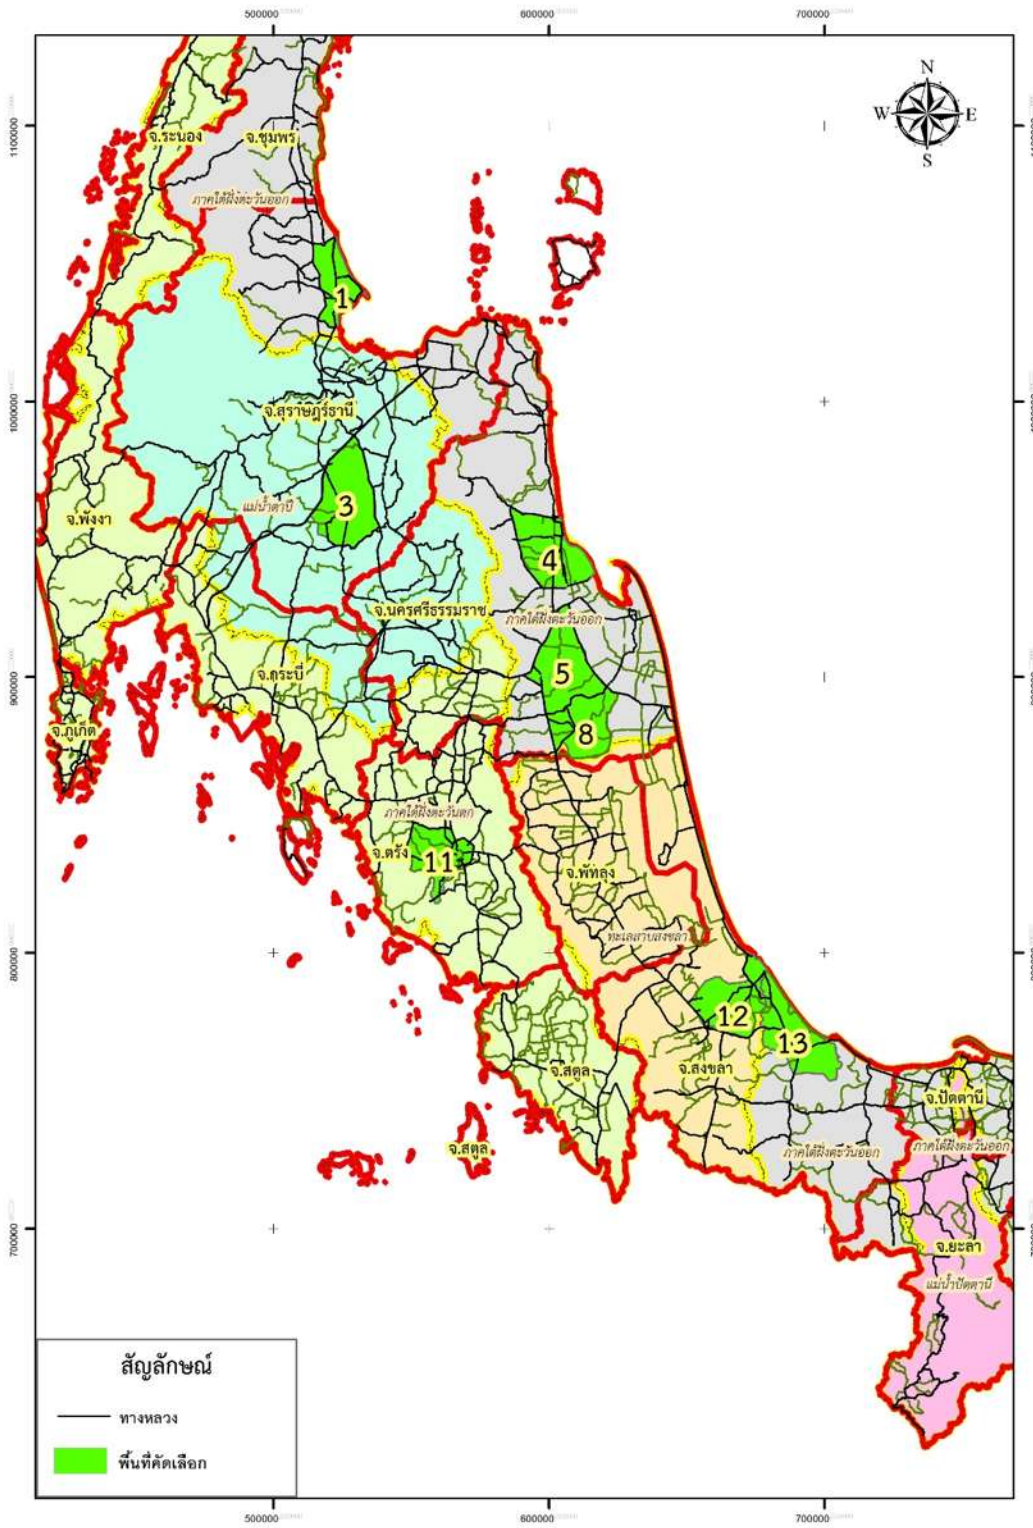 500000 600000 700000
N
W E
S
1100000
จ.ระนอง
จ.ชุมพร
ภาคใต้ฝั่งตะวันออก
1
1000000
จ.สุราษฎร์ธานี
3
แม่น้ำตาปี
จ.พังงา
4
จ.นครศรีธรรมราช
ภาคใต้ฝั่งตะวันออก
900000
จ.กระบี่
5
จ.ภูเก็ต
8
ภาคใต้ฝั่งตะวันตก
จ.ตรัง
11
จ.พัทลุง
ทะเลสาบสงขลา
800000
12
13
จ.สตูล
จ.สงขลา
จ.ปัตตานี
จ.สตูล
ภาคใต้ฝั่งตะวันออก
ภาคใต้ฝั่งตะวันออก
700000
จ.ยะลา
แม่น้ำปัตตานี
สัญลักษณ์
ทางหลวง
พื้นที่คัดเลือก
500000 600000 700000